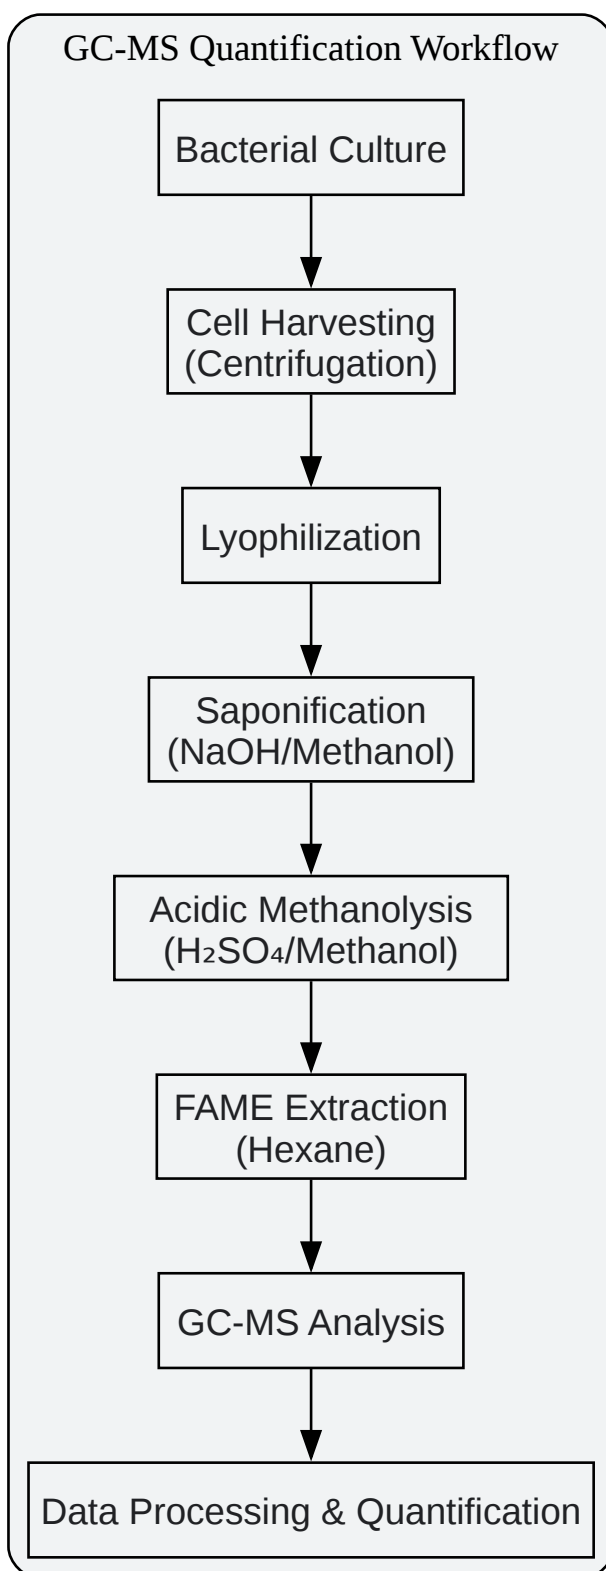 GC-MS Quantification Workflow
Bacterial Culture
Cell Harvesting
(Centrifugation)
Lyophilization
Saponification
(NaOH/Methanol)
Acidic Methanolysis
(H₂SO₄/Methanol)
FAME Extraction
(Hexane)
GC-MS Analysis
Data Processing & Quantification